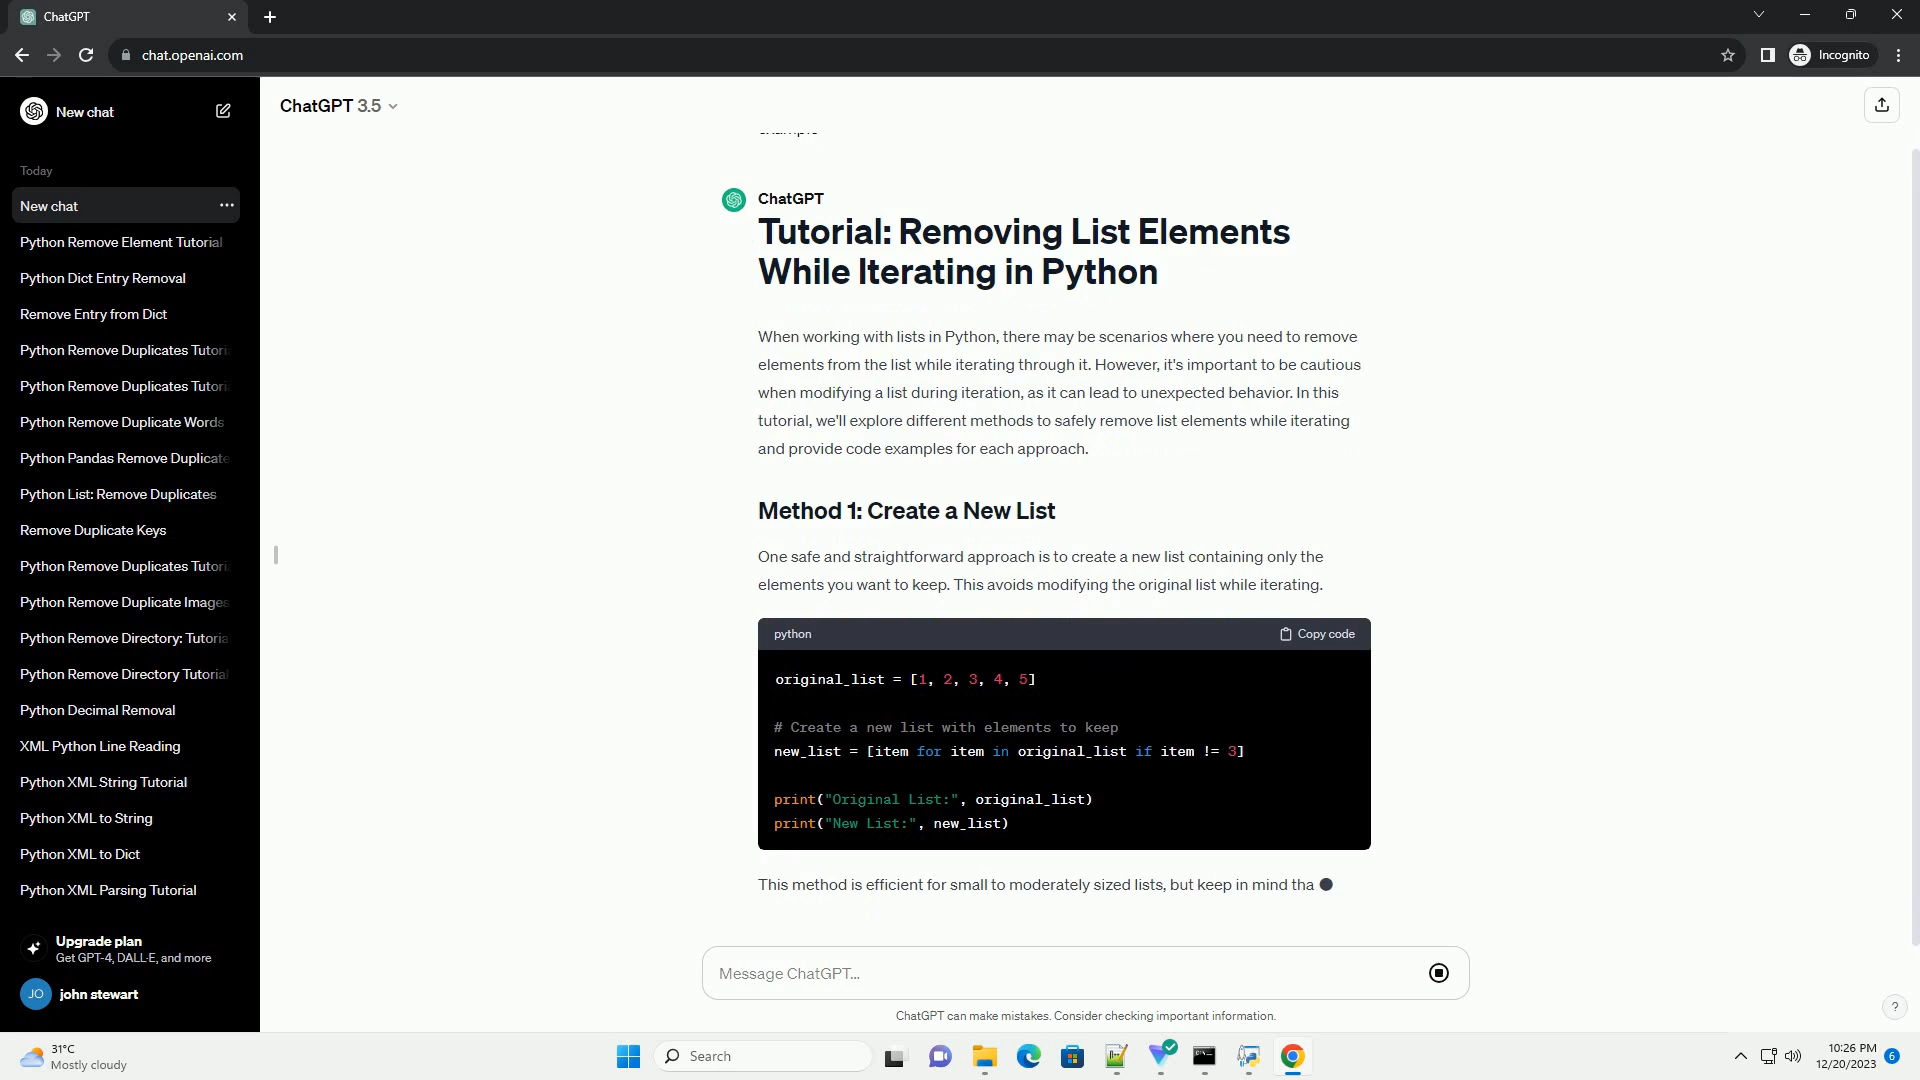 ChatGPT
chat.openai.com
Incognito
New chat
Today
New chat
Python Remove Element Tutorial
Python Dict Entry Removal
Remove Entry from Dict
Python Remove Duplicates Tutori
Python Remove Duplicates Tutori
Python Remove Duplicate Words
Python Pandas Remove Duplicate
Python List: Remove Duplicates
Remove Duplicate Keys
Python Remove Duplicates Tutori
Python Remove Duplicate Images
Python Remove Directory: Tutoria
Python Remove Directory Tutorial
Python Decimal Removal
XML Python Line Reading
Python XML String Tutorial
Python XML to String
Python XML to Dict
Python XML Parsing Tutorial
Upgrade plan
Get GPT-4, DALL·E, and more
JO john stewart
ChatGPT 3.5
ChatGPT
Tutorial: Removing List Elements
While Iterating in Python
When working with lists in Python, there may be scenarios where you need to remove
elements from the list while iterating through it. However, it's important to be cautious
when modifying a list during iteration, as it can lead to unexpected behavior. In this
tutorial, we'll explore different methods to safely remove list elements while iterating
and provide code examples for each approach.
Method 1: Create a New List
One safe and straightforward approach is to create a new list containing only the
elements you want to keep. This avoids modifying the original list while iterating.
python Copy code
original_list = [1, 2, 3, 4, 5]
# Create a new list with elements to keep
new_list = [item for item in original_list if item != 3]
print("Original List:", original_list)
print("New List:", new_list)
This method is efficient for small to moderately sized lists, but keep in mind tha
Message ChatGPT...
ChatGPT can make mistakes. Consider checking important information.
?
31°C
Mostly cloudy
Search
10:26 PM
12/20/2023
6